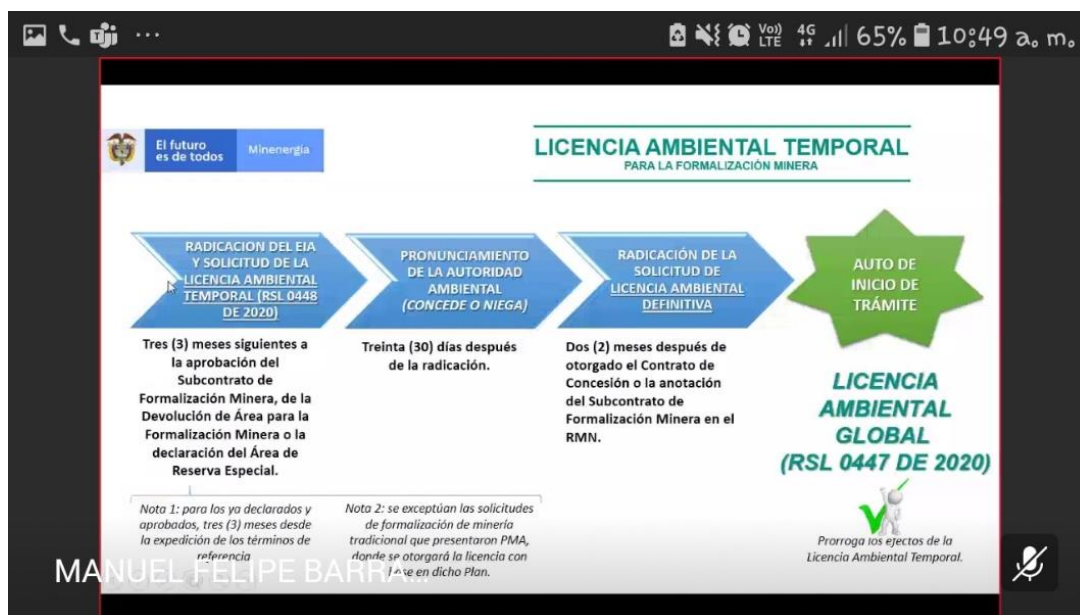 Vo)) LTE 4G 65% 10:49 a. m.
El futuro
es de todos
Minenergia
LICENCIA AMBIENTAL TEMPORAL
PARA LA FORMALIZACIÓN MINERA
RADICACION DEL EIA
Y SOLICITUD DE LA
LICENCIA AMBIENTAL
TEMPORAL (RSL 0448
DE 2020)
Tres (3) meses siguientes a
la aprobación del
Subcontrato de
Formalización Minera, de la
Devolución de Área para la
Formalización Minera o la
declaración del Área de
Reserva Especial.
PRONUNCIAMIENTO
DE LA AUTORIDAD
AMBIENTAL
(CONCEDE O NIEGA)
Treinta (30) días después
de la radicación.
RADICACIÓN DE LA
SOLICITUD DE
LICENCIA AMBIENTAL
DEFINITIVA
Dos (2) meses después de
otorgado el Contrato de
Concesión o la anotación
del Subcontrato de
Formalización Minera en el
RMN.
AUTO DE
INICIO DE
TRÁMITE
LICENCIA
AMBIENTAL
GLOBAL
(RSL 0447 DE 2020)
Prorroga los efectos de la
Licencia Ambiental Temporal.
Nota 1: para los ya declarados y
aprobados, tres (3) meses desde
la expedición de los términos de
referencia
Nota 2: se exceptúan las solicitudes
de formalización de minería
tradicional que presentaron PMA,
donde se otorgará la licencia con
base en dicho Plan.
MANUEL FELIPE BARRA...